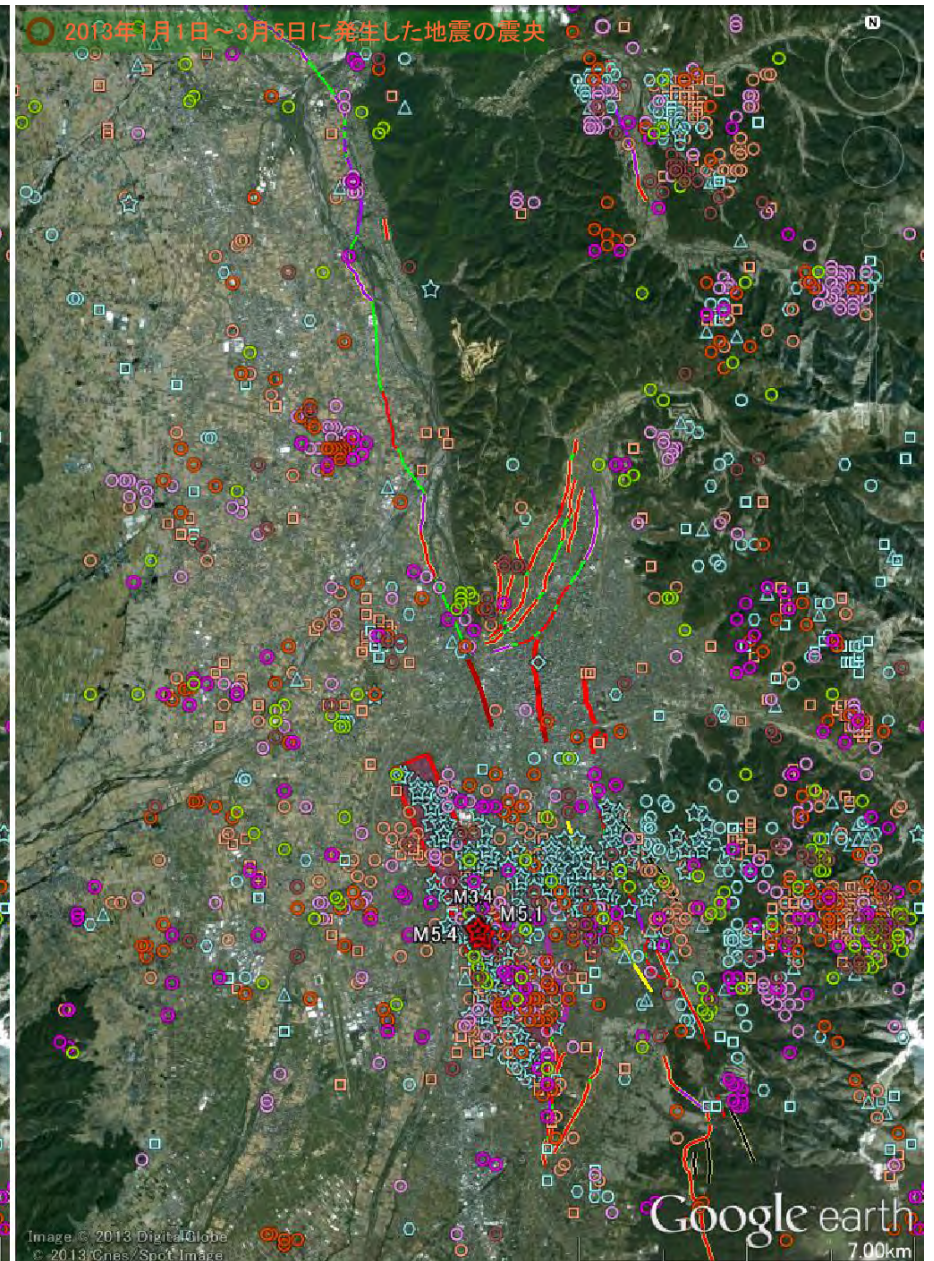 2013年1月1日～3月5日に発生した地震の震央
N
M3.4
M5.1
M5.4
Google earth
Image © 2013 DigitalGlobe
© 2013 Cnes/Spot Image
7.00km